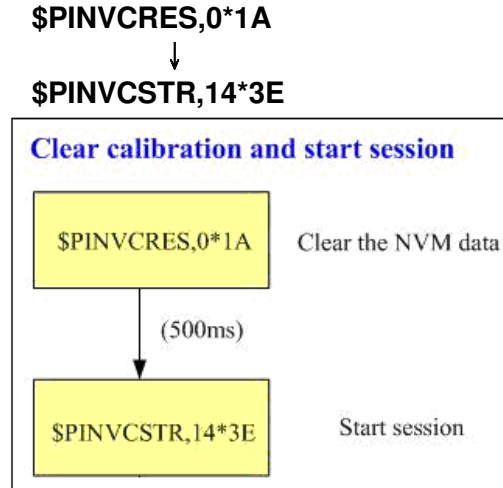 $PINVCRES,0*1A
↓
$PINVCSTR,14*3E
Clear calibration and start session
$PINVCRES,0*1A Clear the NVM data
(500ms)
$PINVCSTR,14*3E Start session